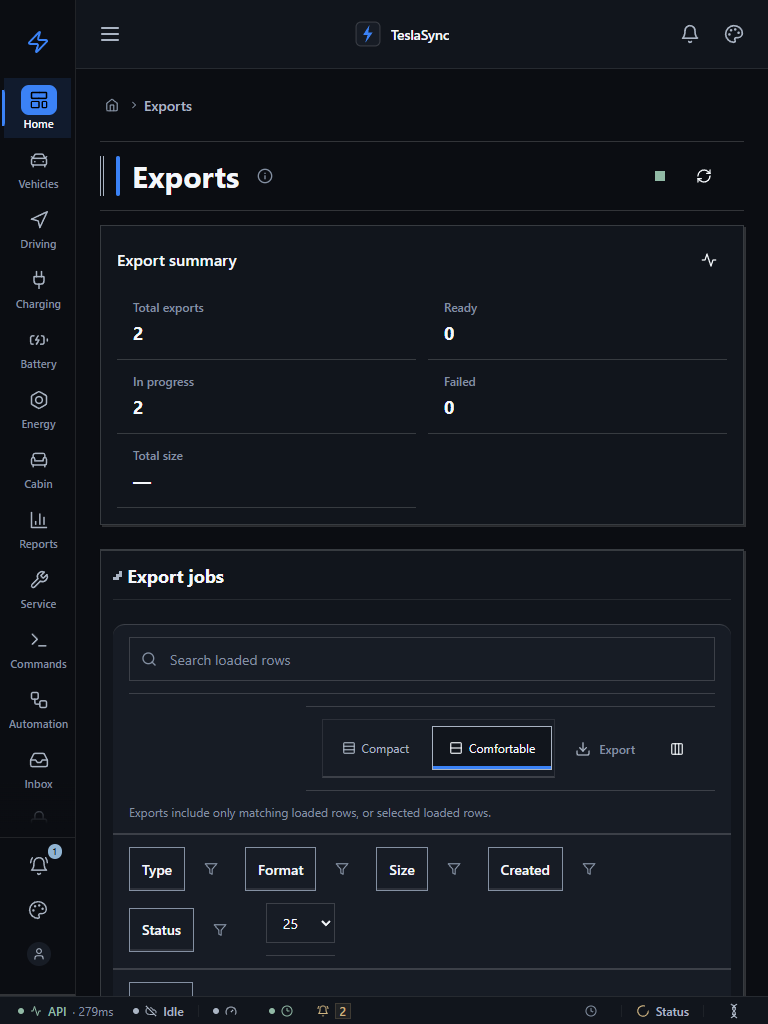 TeslaSync
Home
Vehicles
Driving
Charging
Battery
Energy
Cabin
Reports
Service
Commands
Automation
Inbox
1
Exports
Exports
Export summary
Total exports
2
Ready
0
In progress
2
Failed
0
Total size
—
Export jobs
Search loaded rows
Compact
Comfortable
Export
Exports include only matching loaded rows, or selected loaded rows.
Type
Format
Size
Created
Status
25
API · 279ms
Idle
2
Status